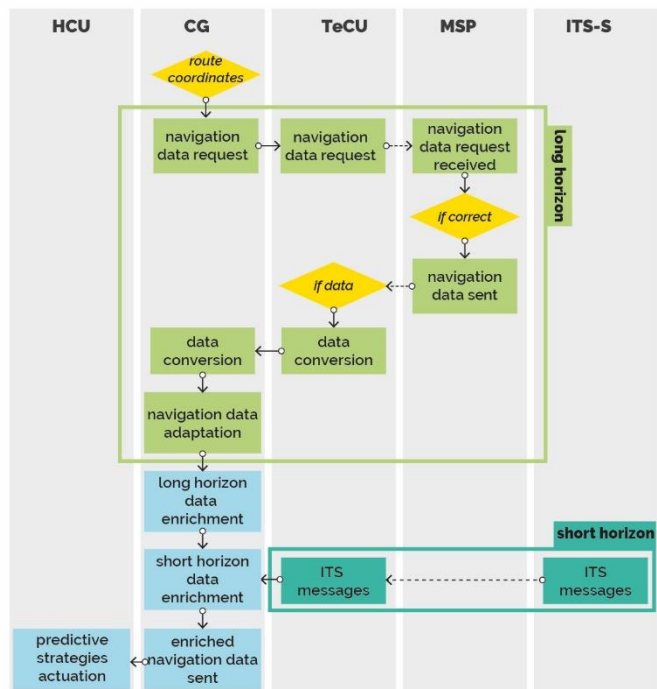 HCU
CG
TeCU
MSP
ITS-S
route
coordinates
navigation
data request
navigation
data request
navigation
data request
received
long horizon
if correct
navigation
data sent
if data
data
conversion
data
conversion
navigation data
adaptation
long horizon
data
enrichment
short horizon
short horizon
data
enrichment
ITS
messages
ITS
messages
enriched
navigation data
sent
predictive
strategies
actuation